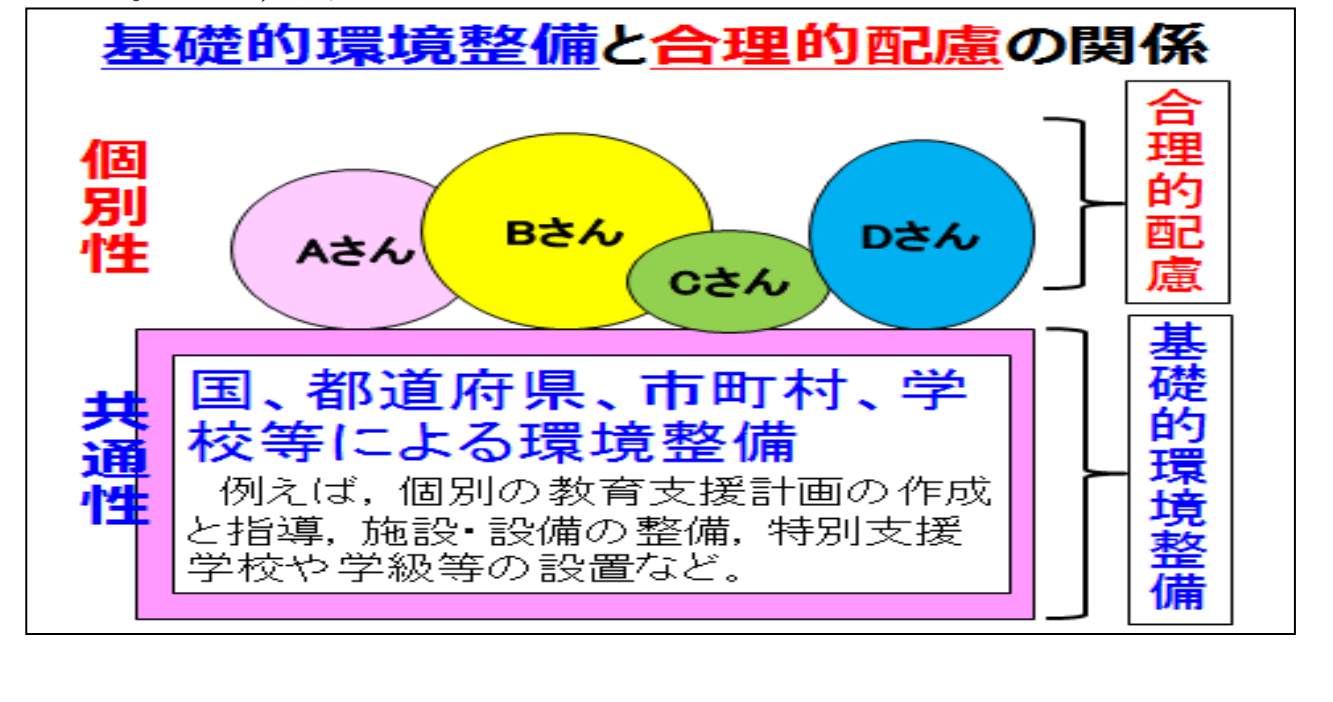 基礎的環境整備と合理的配慮の関係
個別性
Aさん
Bさん
Cさん
Dさん
合理的配慮
共通性
国、都道府県、市町村、学
校等による環境整備
例えば，個別の教育支援計画の作成
と指導，施設・設備の整備，特別支援
学校や学級等の設置など。
基礎的環境整備